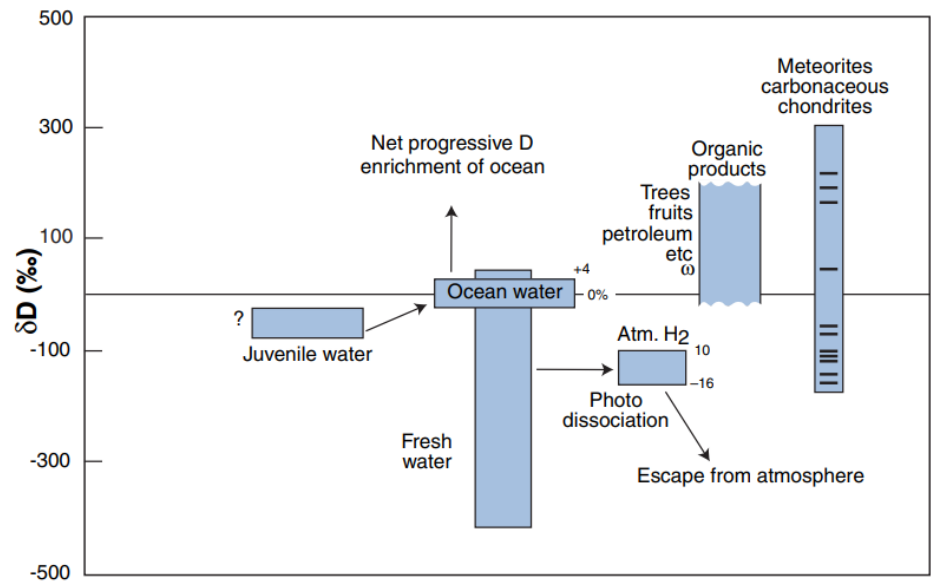 500
300
100
-100
-300
-500
δD (‰)
Net progressive D
enrichment of ocean
?
Juvenile water
Ocean water
+4
0%
Fresh
water
Atm. H2
10
–16
Photo
dissociation
Escape from atmosphere
Organic
products
Trees
fruits
petroleum
etc
ω
Meteorites
carbonaceous
chondrites